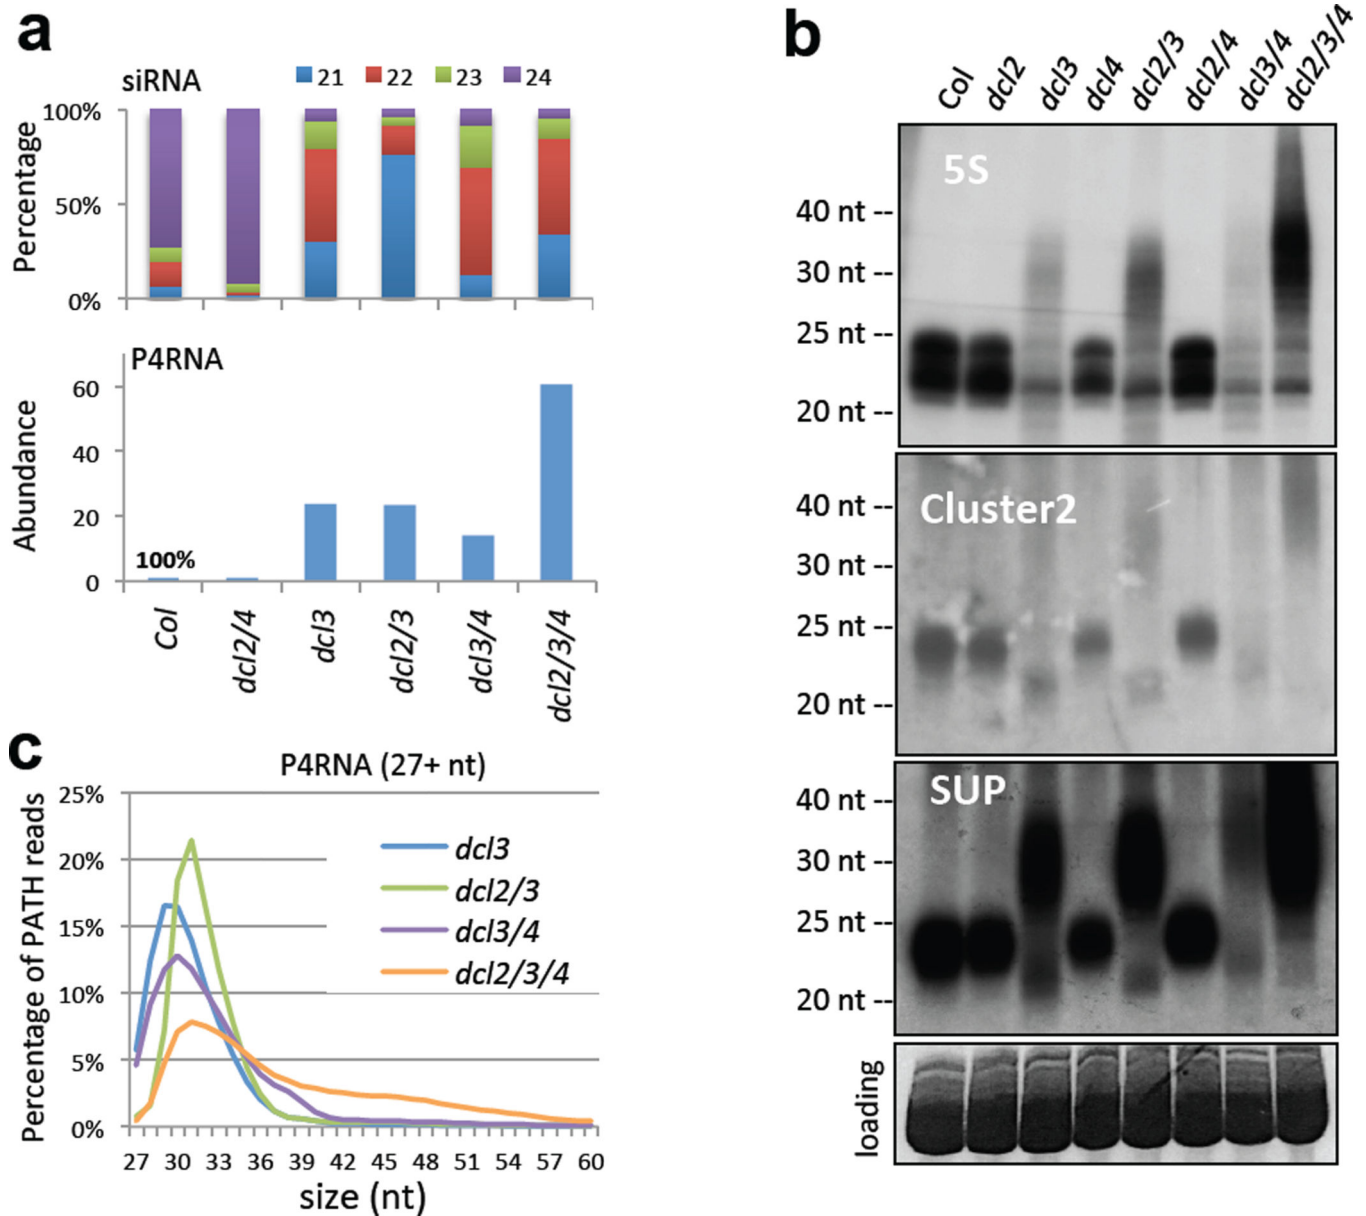 a
siRNA
21 22 23 24
Percentage
100%
50%
0%
P4RNA
Abundance
60
40
20
0
100%
Col
dcl2/4
dcl3
dcl2/3
dcl3/4
dcl2/3/4
b
Col
dcl2
dcl3
dcl4
dcl2/3
dcl2/4
dcl3/4
dcl2/3/4
5S
40 nt --
30 nt --
25 nt --
20 nt --
Cluster2
40 nt --
30 nt --
25 nt --
20 nt --
SUP
40 nt --
30 nt --
25 nt --
20 nt --
loading
c
P4RNA (27+ nt)
Percentage of PATH reads
25%
20%
15%
10%
5%
0%
dcl3
dcl2/3
dcl3/4
dcl2/3/4
27 30 33 36 39 42 45 48 51 54 57 60
size (nt)